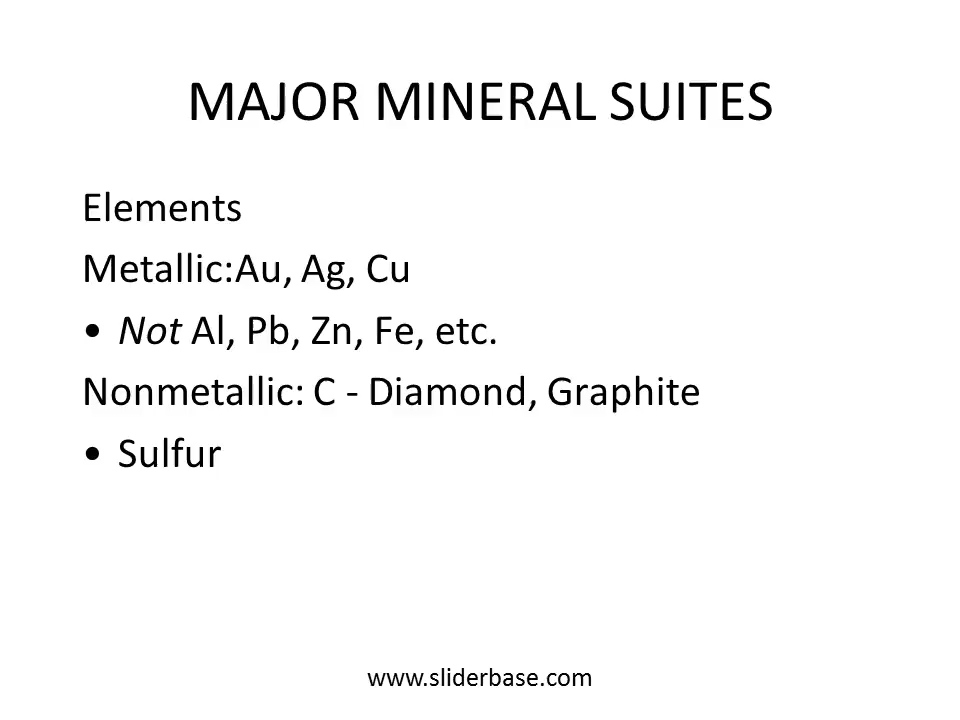 MAJOR MINERAL SUITES
Elements
Metallic:Au, Ag, Cu
• Not Al, Pb, Zn, Fe, etc.
Nonmetallic: C - Diamond, Graphite
• Sulfur
www.sliderbase.com